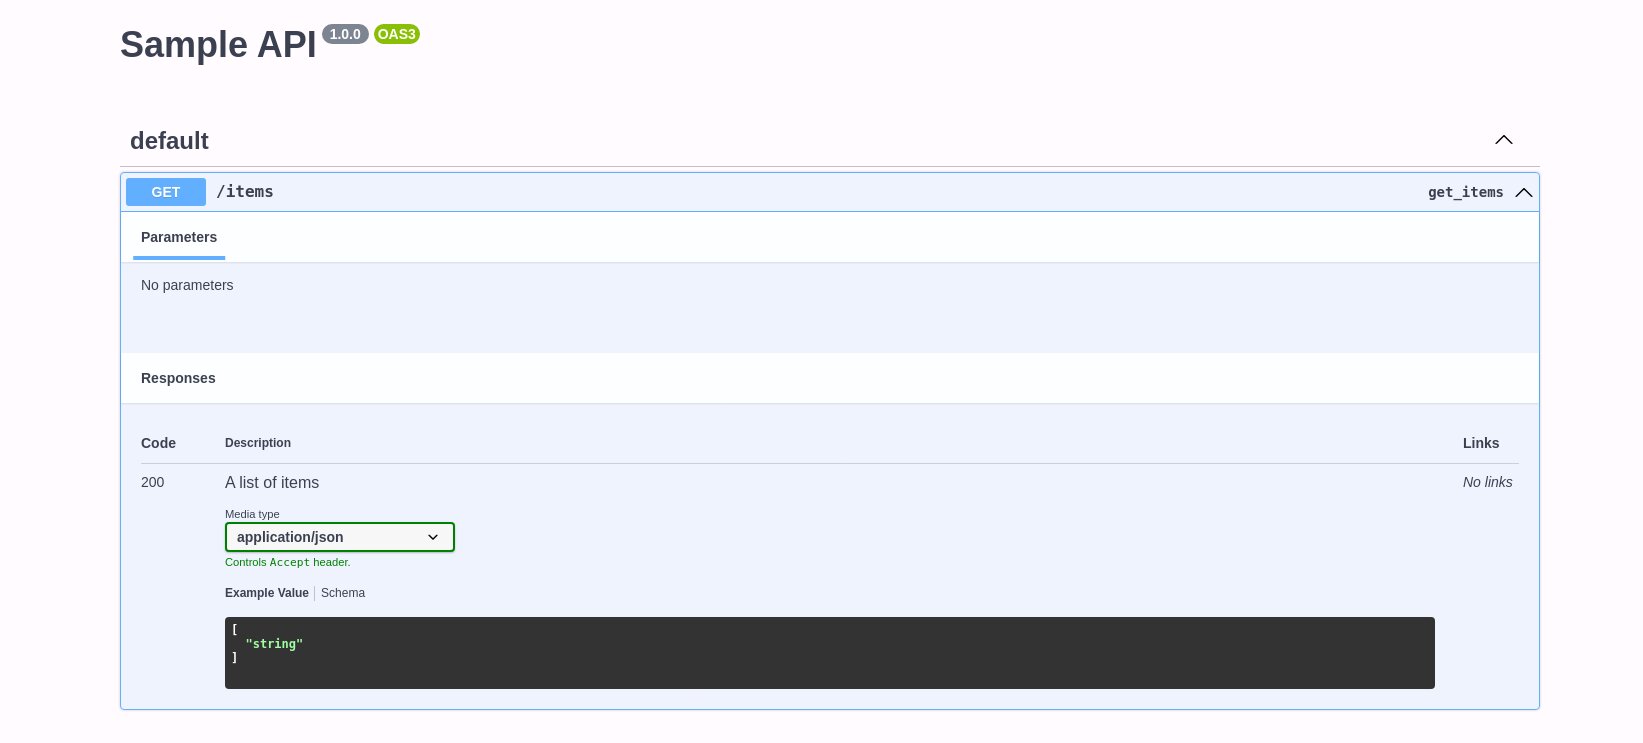 Sample API 1.0.0 OAS3
default
GET /items get_items
Parameters
No parameters
Responses
Code Description Links
200 A list of items No links
Media type
application/json
Controls Accept header.
Example Value Schema
[
"string"
]